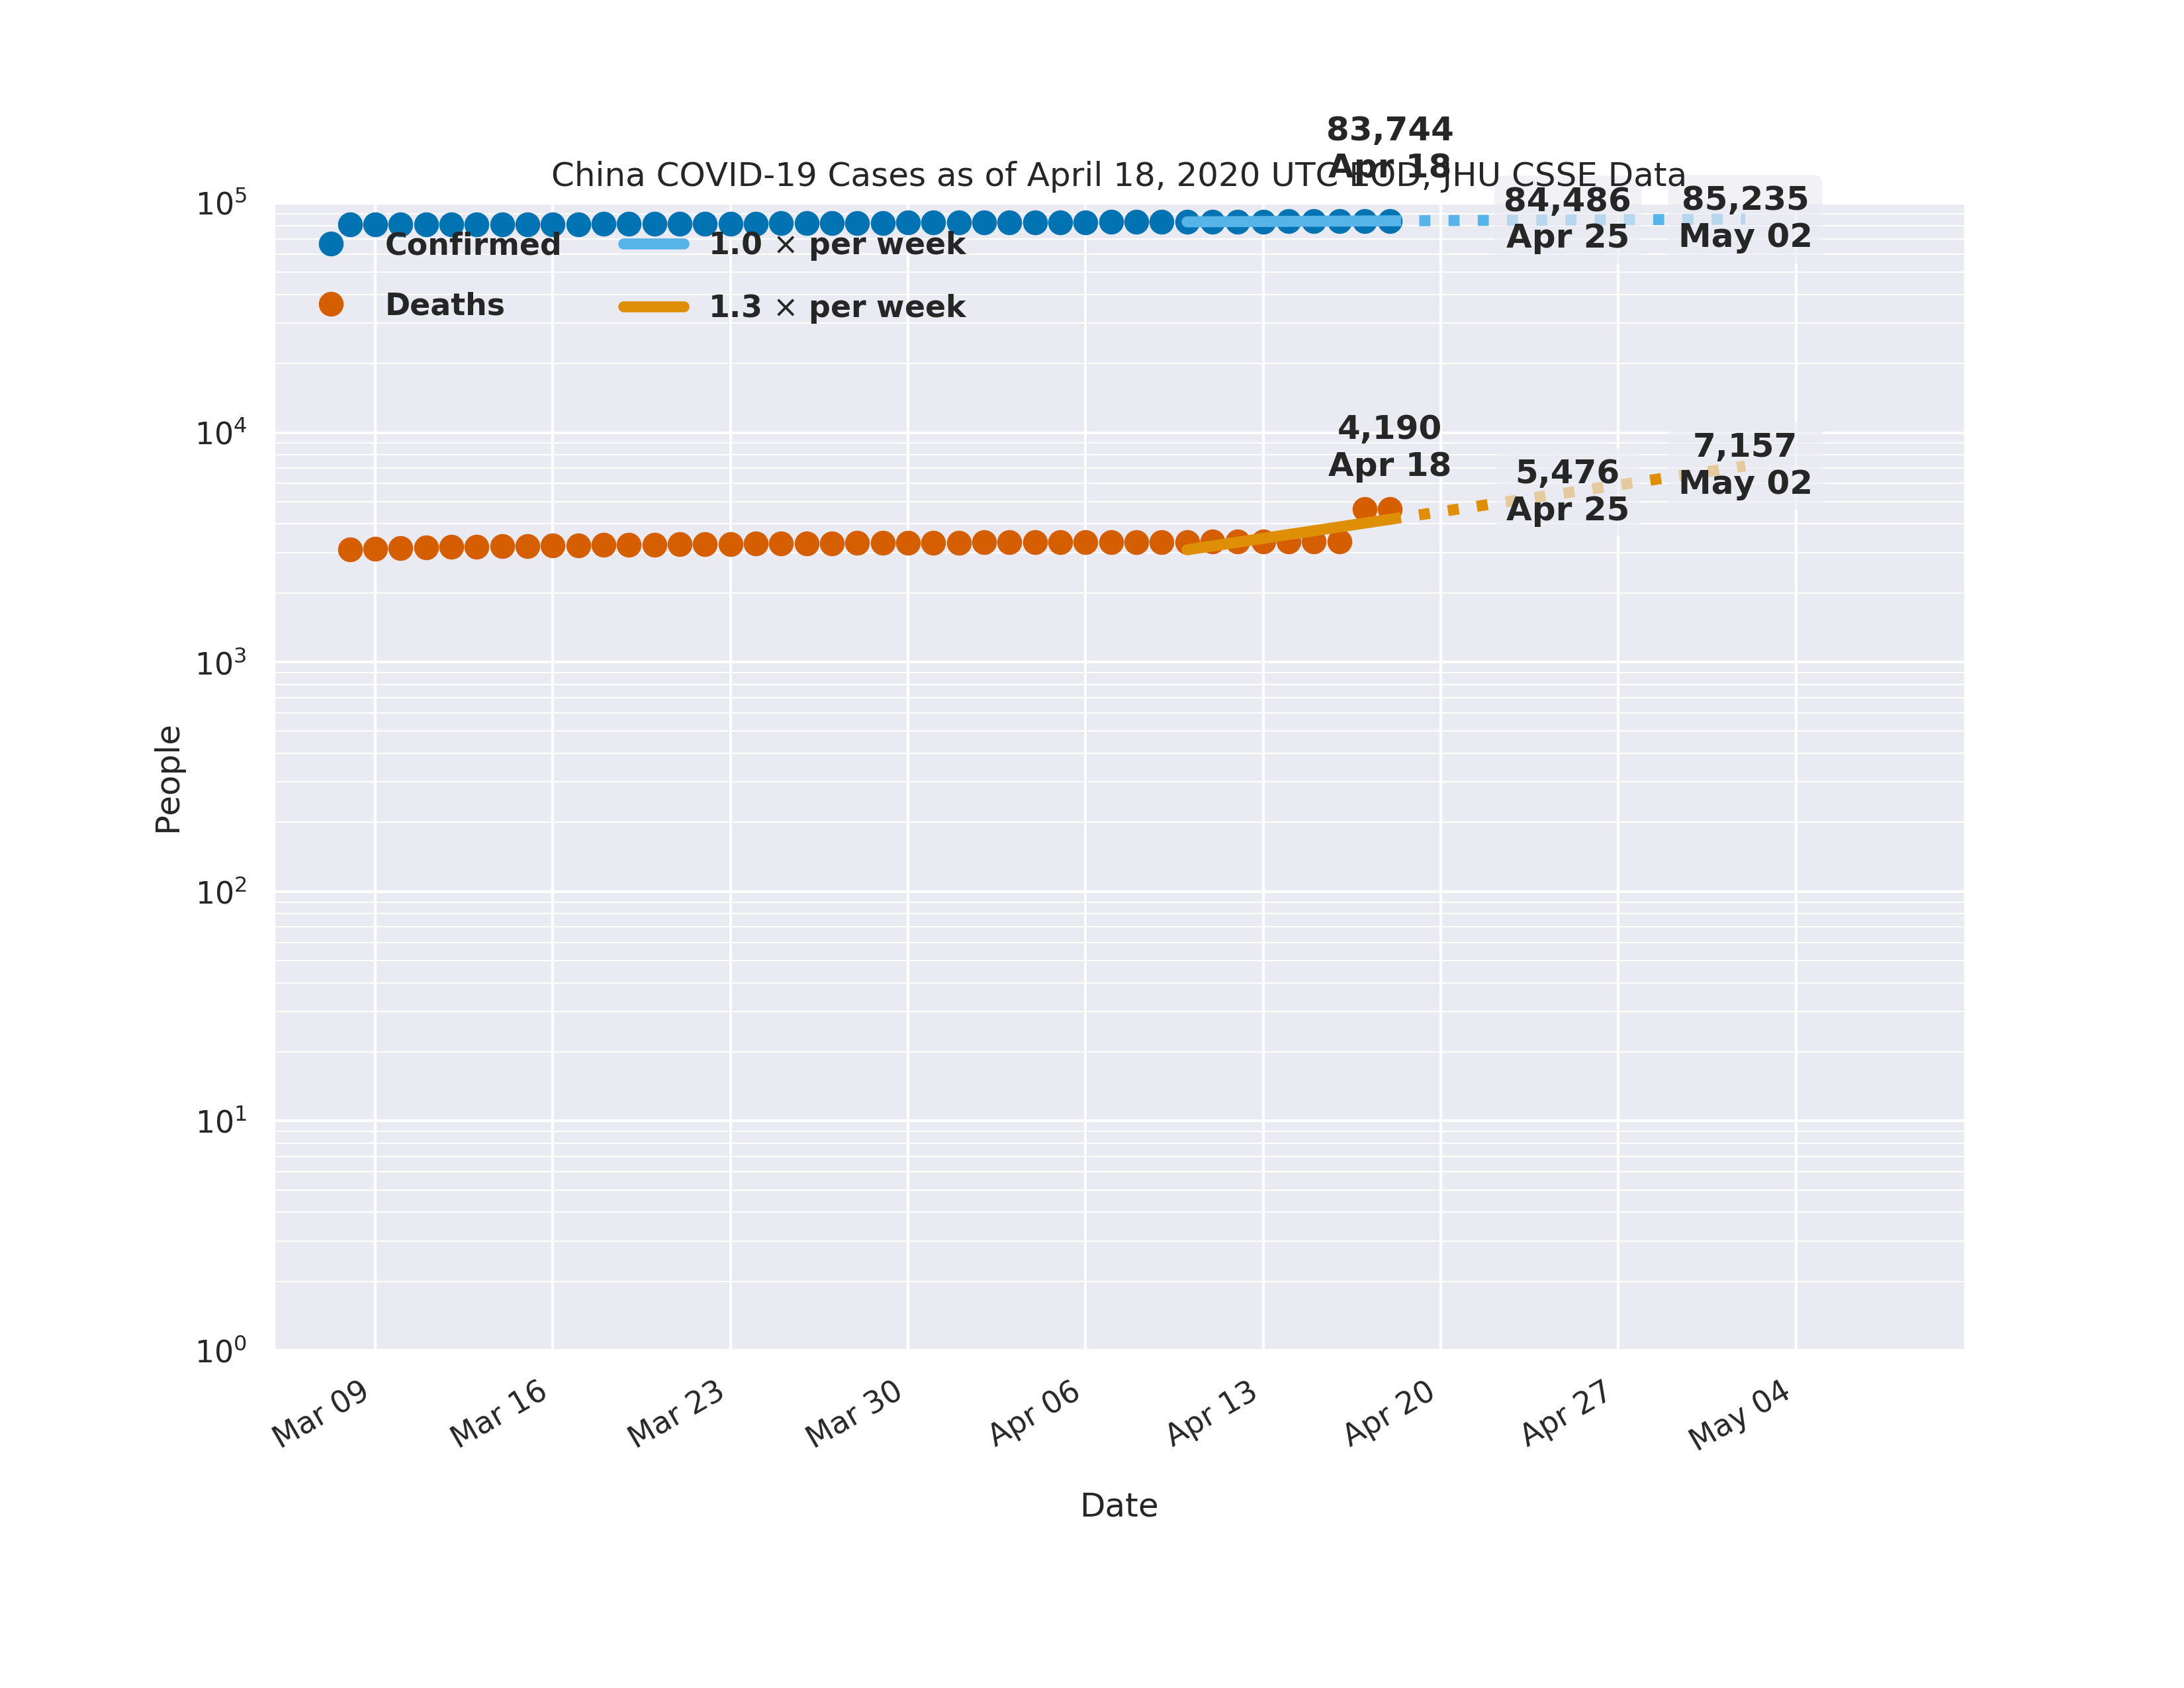 83,744
Apr 18
China COVID-19 Cases as of April 18, 2020 UTC EOD, JHU CSSE Data
84,486
Apr 25
85,235
May 02
Confirmed
1.0 × per week
Deaths
1.3 × per week
4,190
Apr 18
5,476
Apr 25
7,157
May 02
10⁵
10⁴
10³
10²
10¹
10⁰
People
Mar 09
Mar 16
Mar 23
Mar 30
Apr 06
Apr 13
Apr 20
Apr 27
May 04
Date